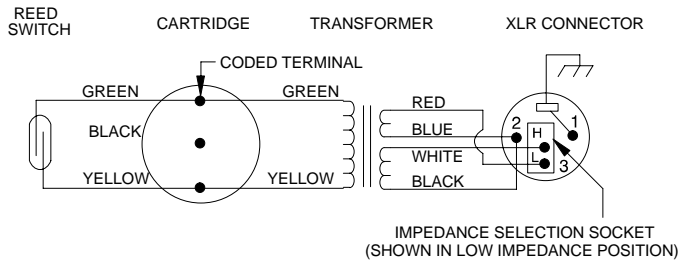 REED
SWITCH
CARTRIDGE
TRANSFORMER
XLR CONNECTOR
CODED TERMINAL
GREEN
GREEN
RED
BLACK
BLUE
2
H
1
WHITE
L
3
YELLOW
YELLOW
BLACK
IMPEDANCE SELECTION SOCKET
(SHOWN IN LOW IMPEDANCE POSITION)